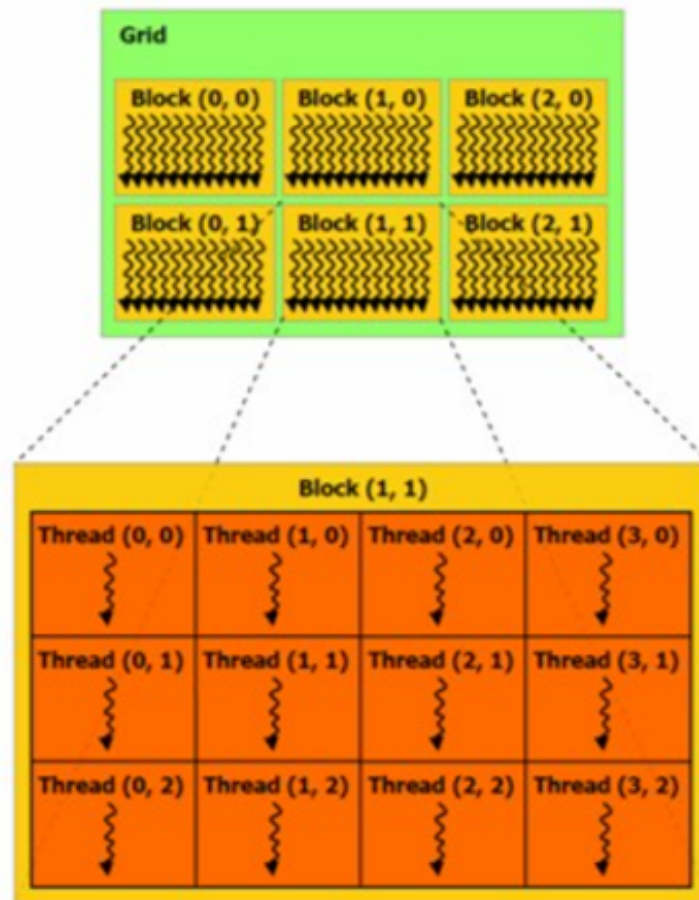 Grid
Block (0, 0) Block (1, 0) Block (2, 0)
Block (0, 1) Block (1, 1) Block (2, 1)
Block (1, 1)
Thread (0, 0) Thread (1, 0) Thread (2, 0) Thread (3, 0)
Thread (0, 1) Thread (1, 1) Thread (2, 1) Thread (3, 1)
Thread (0, 2) Thread (1, 2) Thread (2, 2) Thread (3, 2)